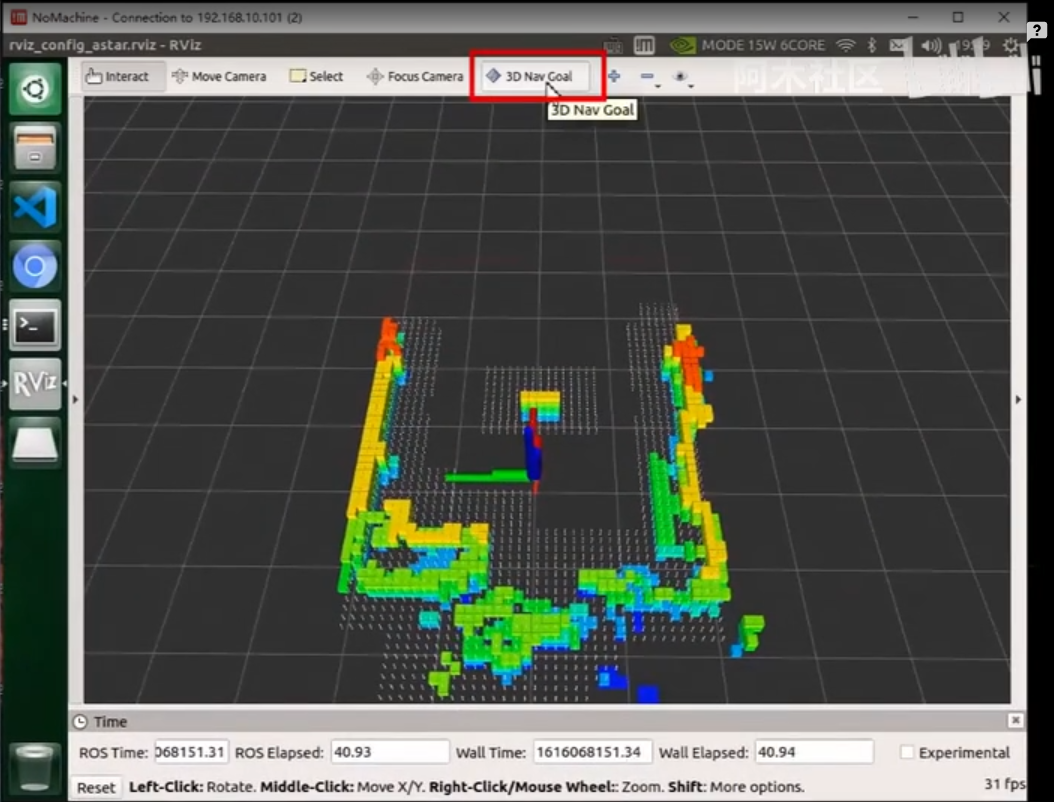 NoMachine - Connection to 192.168.10.101 (2)
?
rviz_config_astar.rviz - RViz
MODE 15W 6CORE
Interact Move Camera Select Focus Camera 3D Nav Goal
阿木社区 bilibili
3D Nav Goal
RViz
Time
ROS Time: 068151.31 ROS Elapsed: 40.93 Wall Time: 1616068151.34 Wall Elapsed: 40.94 Experimental
Reset Left-Click: Rotate. Middle-Click: Move X/Y. Right-Click/Mouse Wheel:: Zoom. Shift: More options. 31 fps